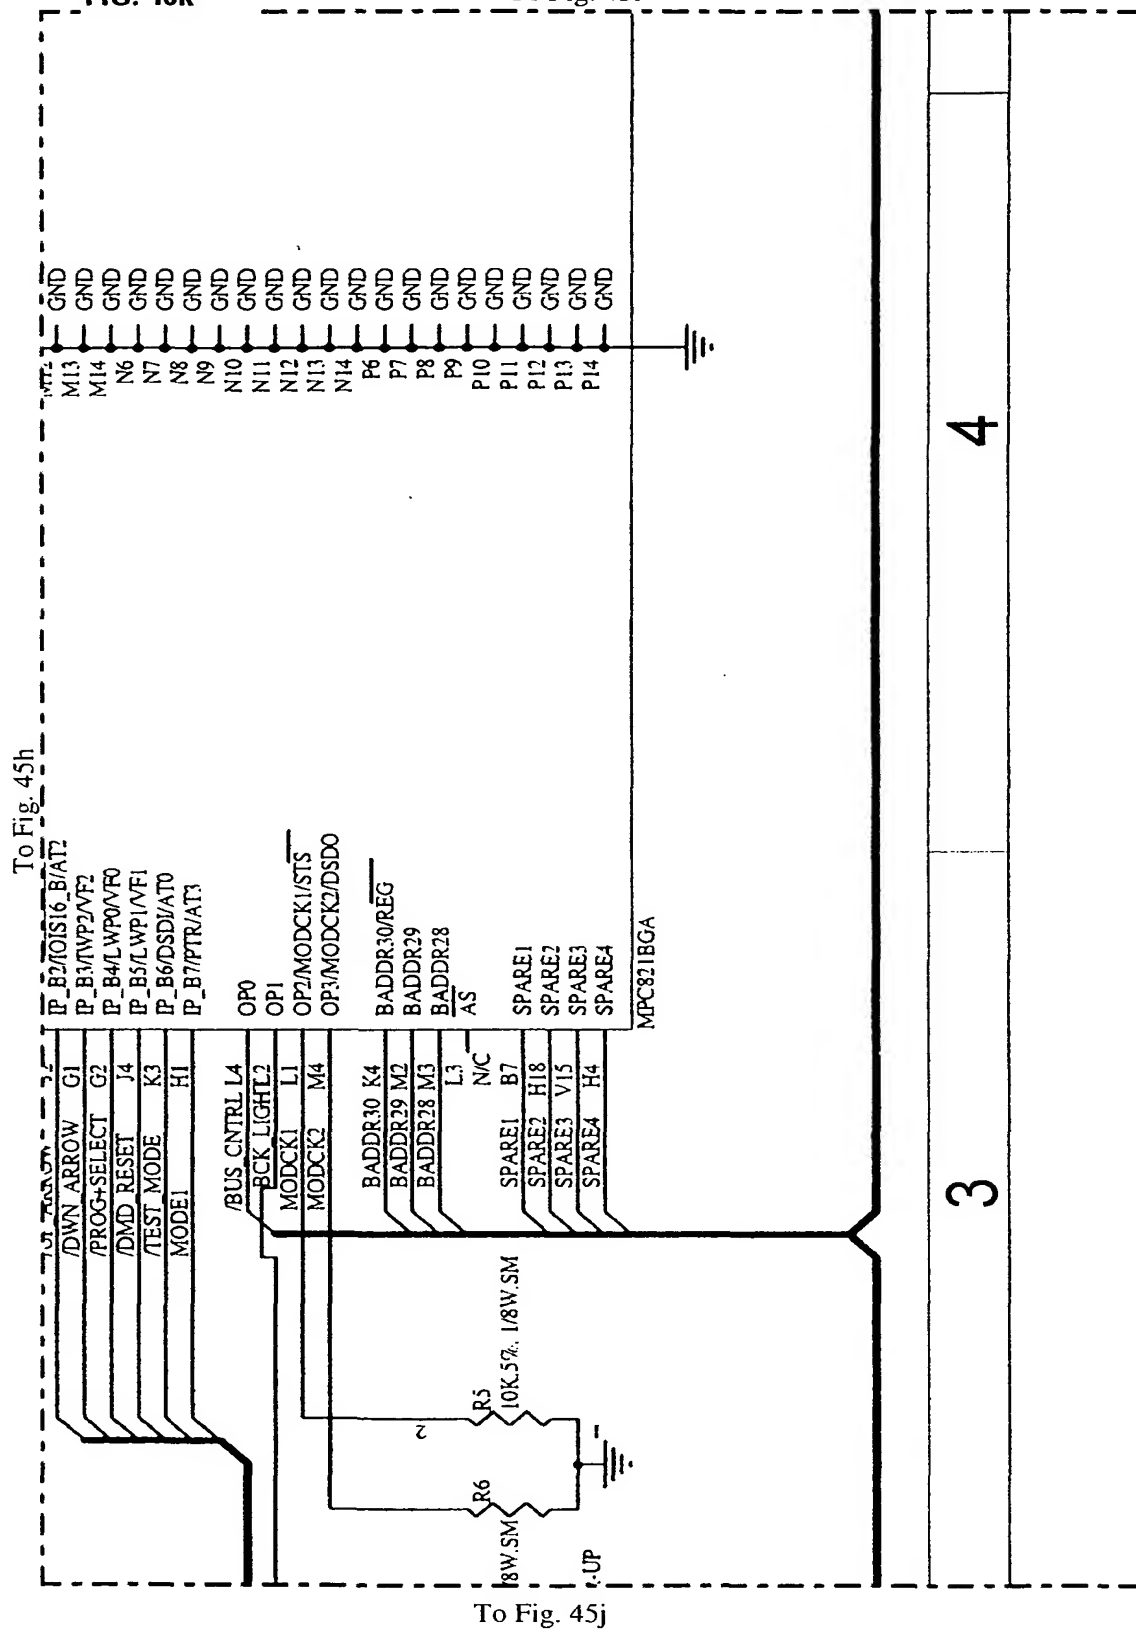 To Fig. 45h
GND
M13 GND
M14 GND
N6 GND
N7 GND
N8 GND
N9 GND
N10 GND
N11 GND
N12 GND
N13 GND
N14 GND
P6 GND
P7 GND
P8 GND
P9 GND
P10 GND
P11 GND
P12 GND
P13 GND
P14 GND
IP_B2/IOIS16_B/AT2
/DWN ARROW G1 IP_B3/IWP2/VF2
/PROG+SELECT G2 IP_B4/LWP0/VF0
/DMD RESET J4 IP_B5/LWP1/VF1
/TEST MODE K3 IP_B6/DSDI/AT0
MODE1 H1 IP_B7/PTR/AT3
/BUS CNTRL L4 OP0
BCK_LIGHT L2 OP1
MODCK1 L1 OP2/MODCK1/STS
MODCK2 M4 OP3/MODCK2/DSDO
BADDR30 K4 BADDR30/REG
BADDR29 M2 BADDR29
BADDR28 M3 BADDR28
L3 AS
N/C
SPARE1 B7 SPARE1
SPARE2 H18 SPARE2
SPARE3 V15 SPARE3
SPARE4 H4 SPARE4
MPC821BGA
2
R5
10K.5%, 1/8W.SM
1
R6
8W.SM
-UP
4
3
To Fig. 45j